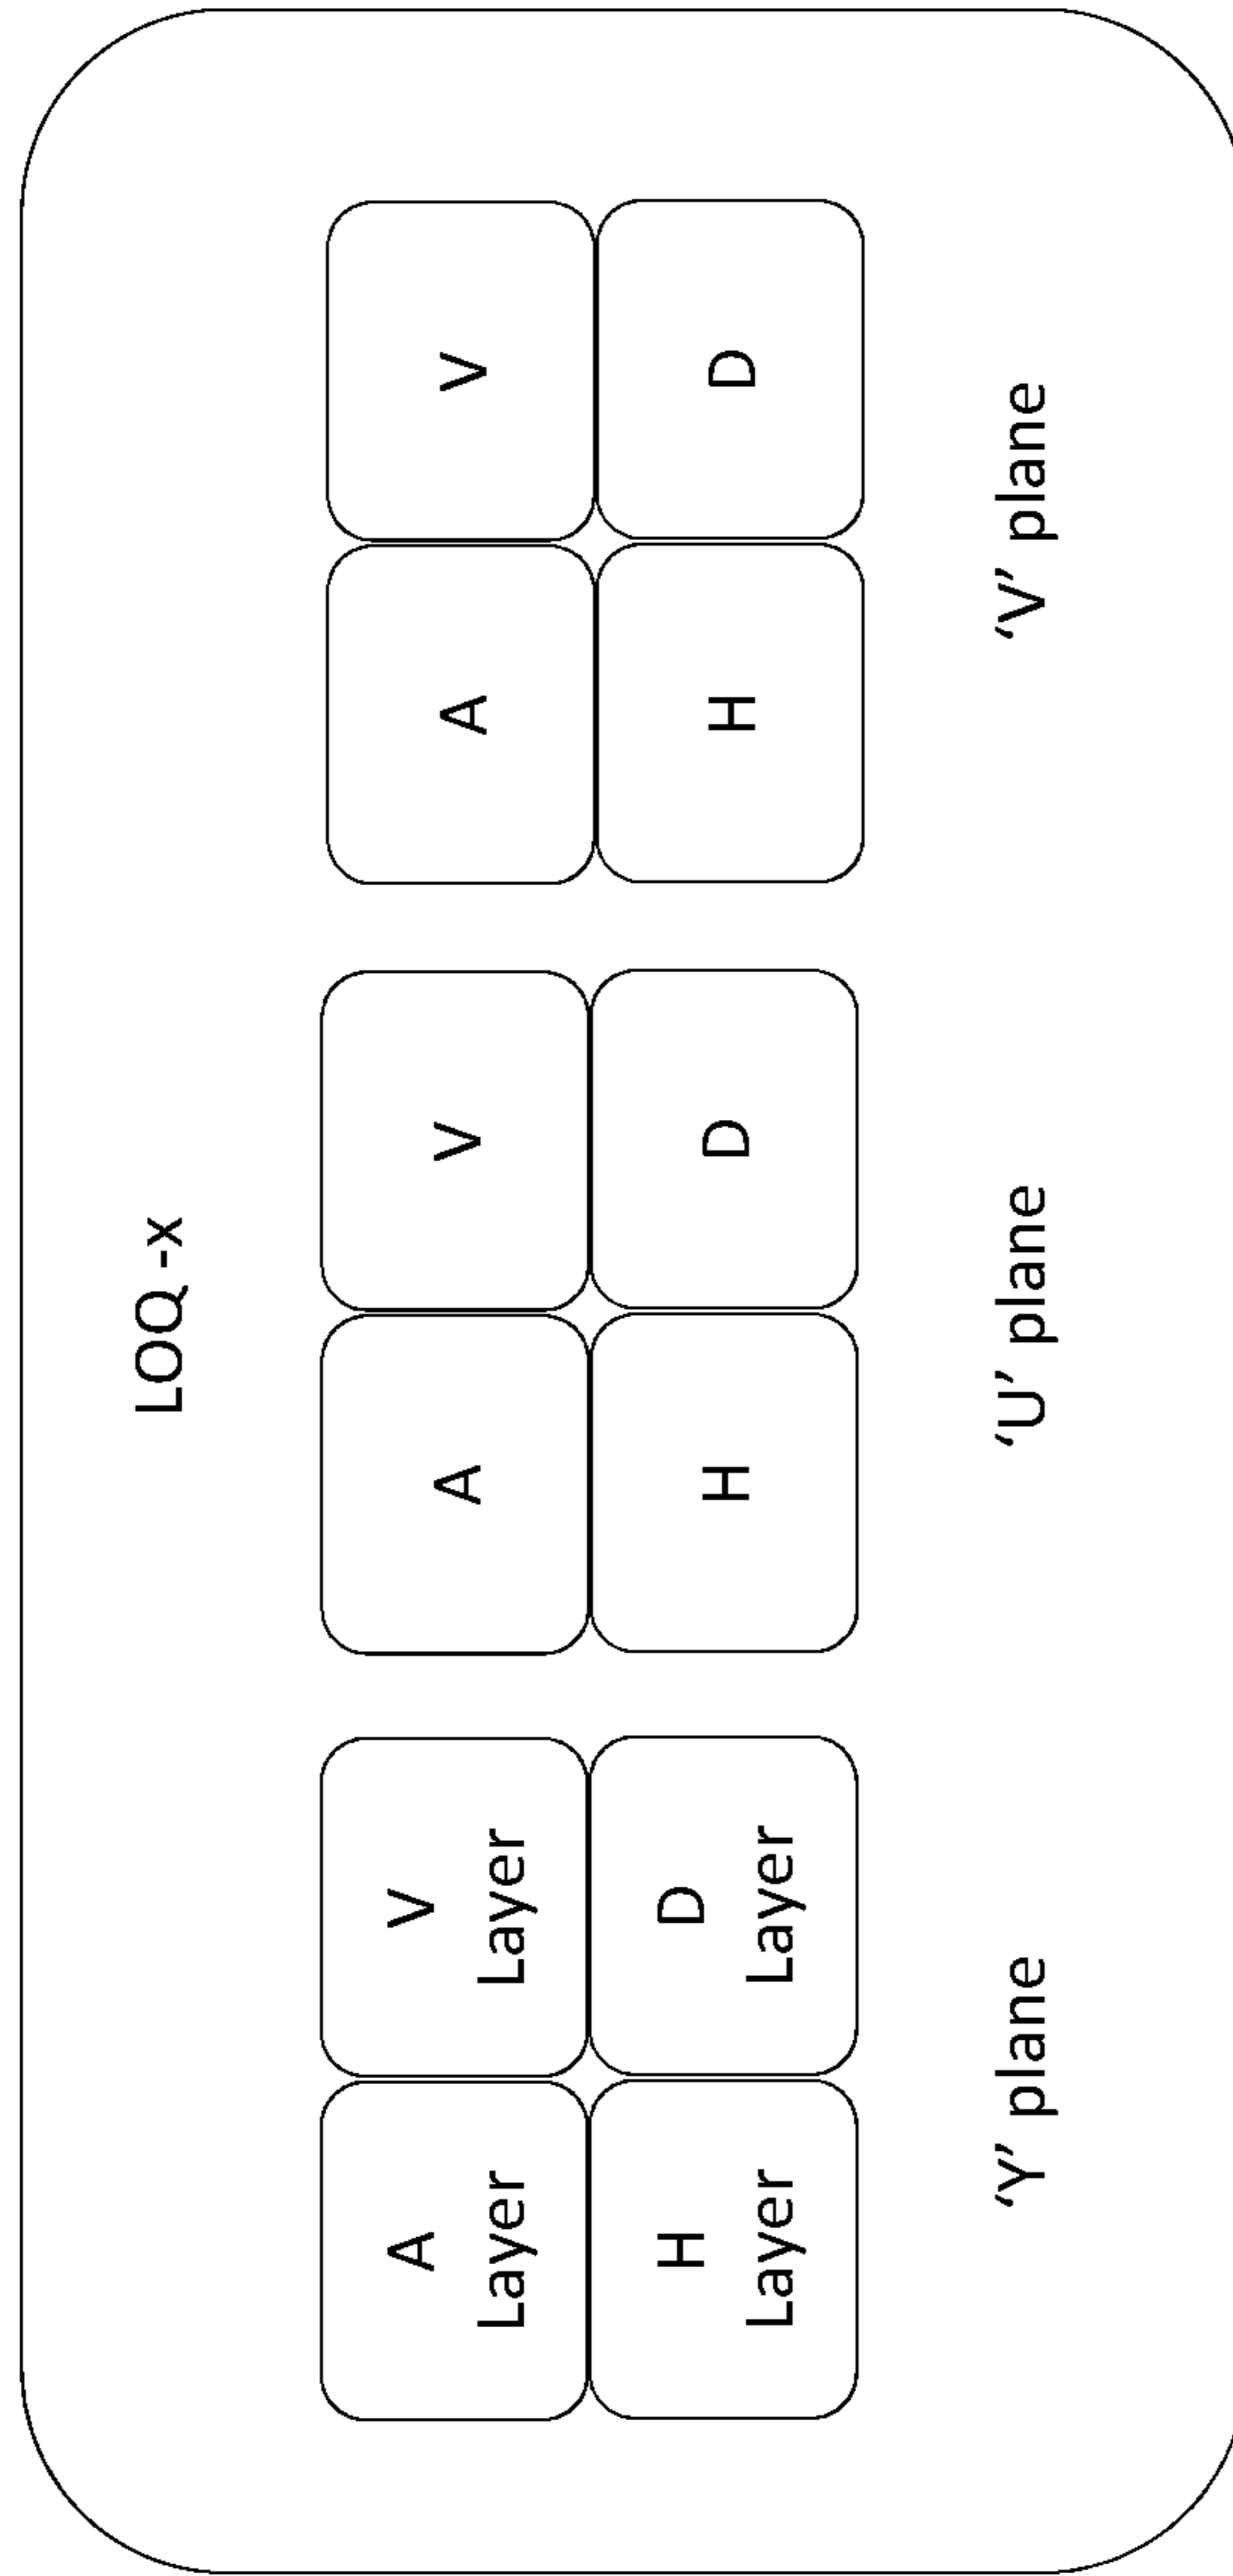 LOQ -x
A
Layer
V
Layer
H
Layer
D
Layer
‘Y’ plane
A
V
H
D
‘U’ plane
A
V
H
D
‘V’ plane